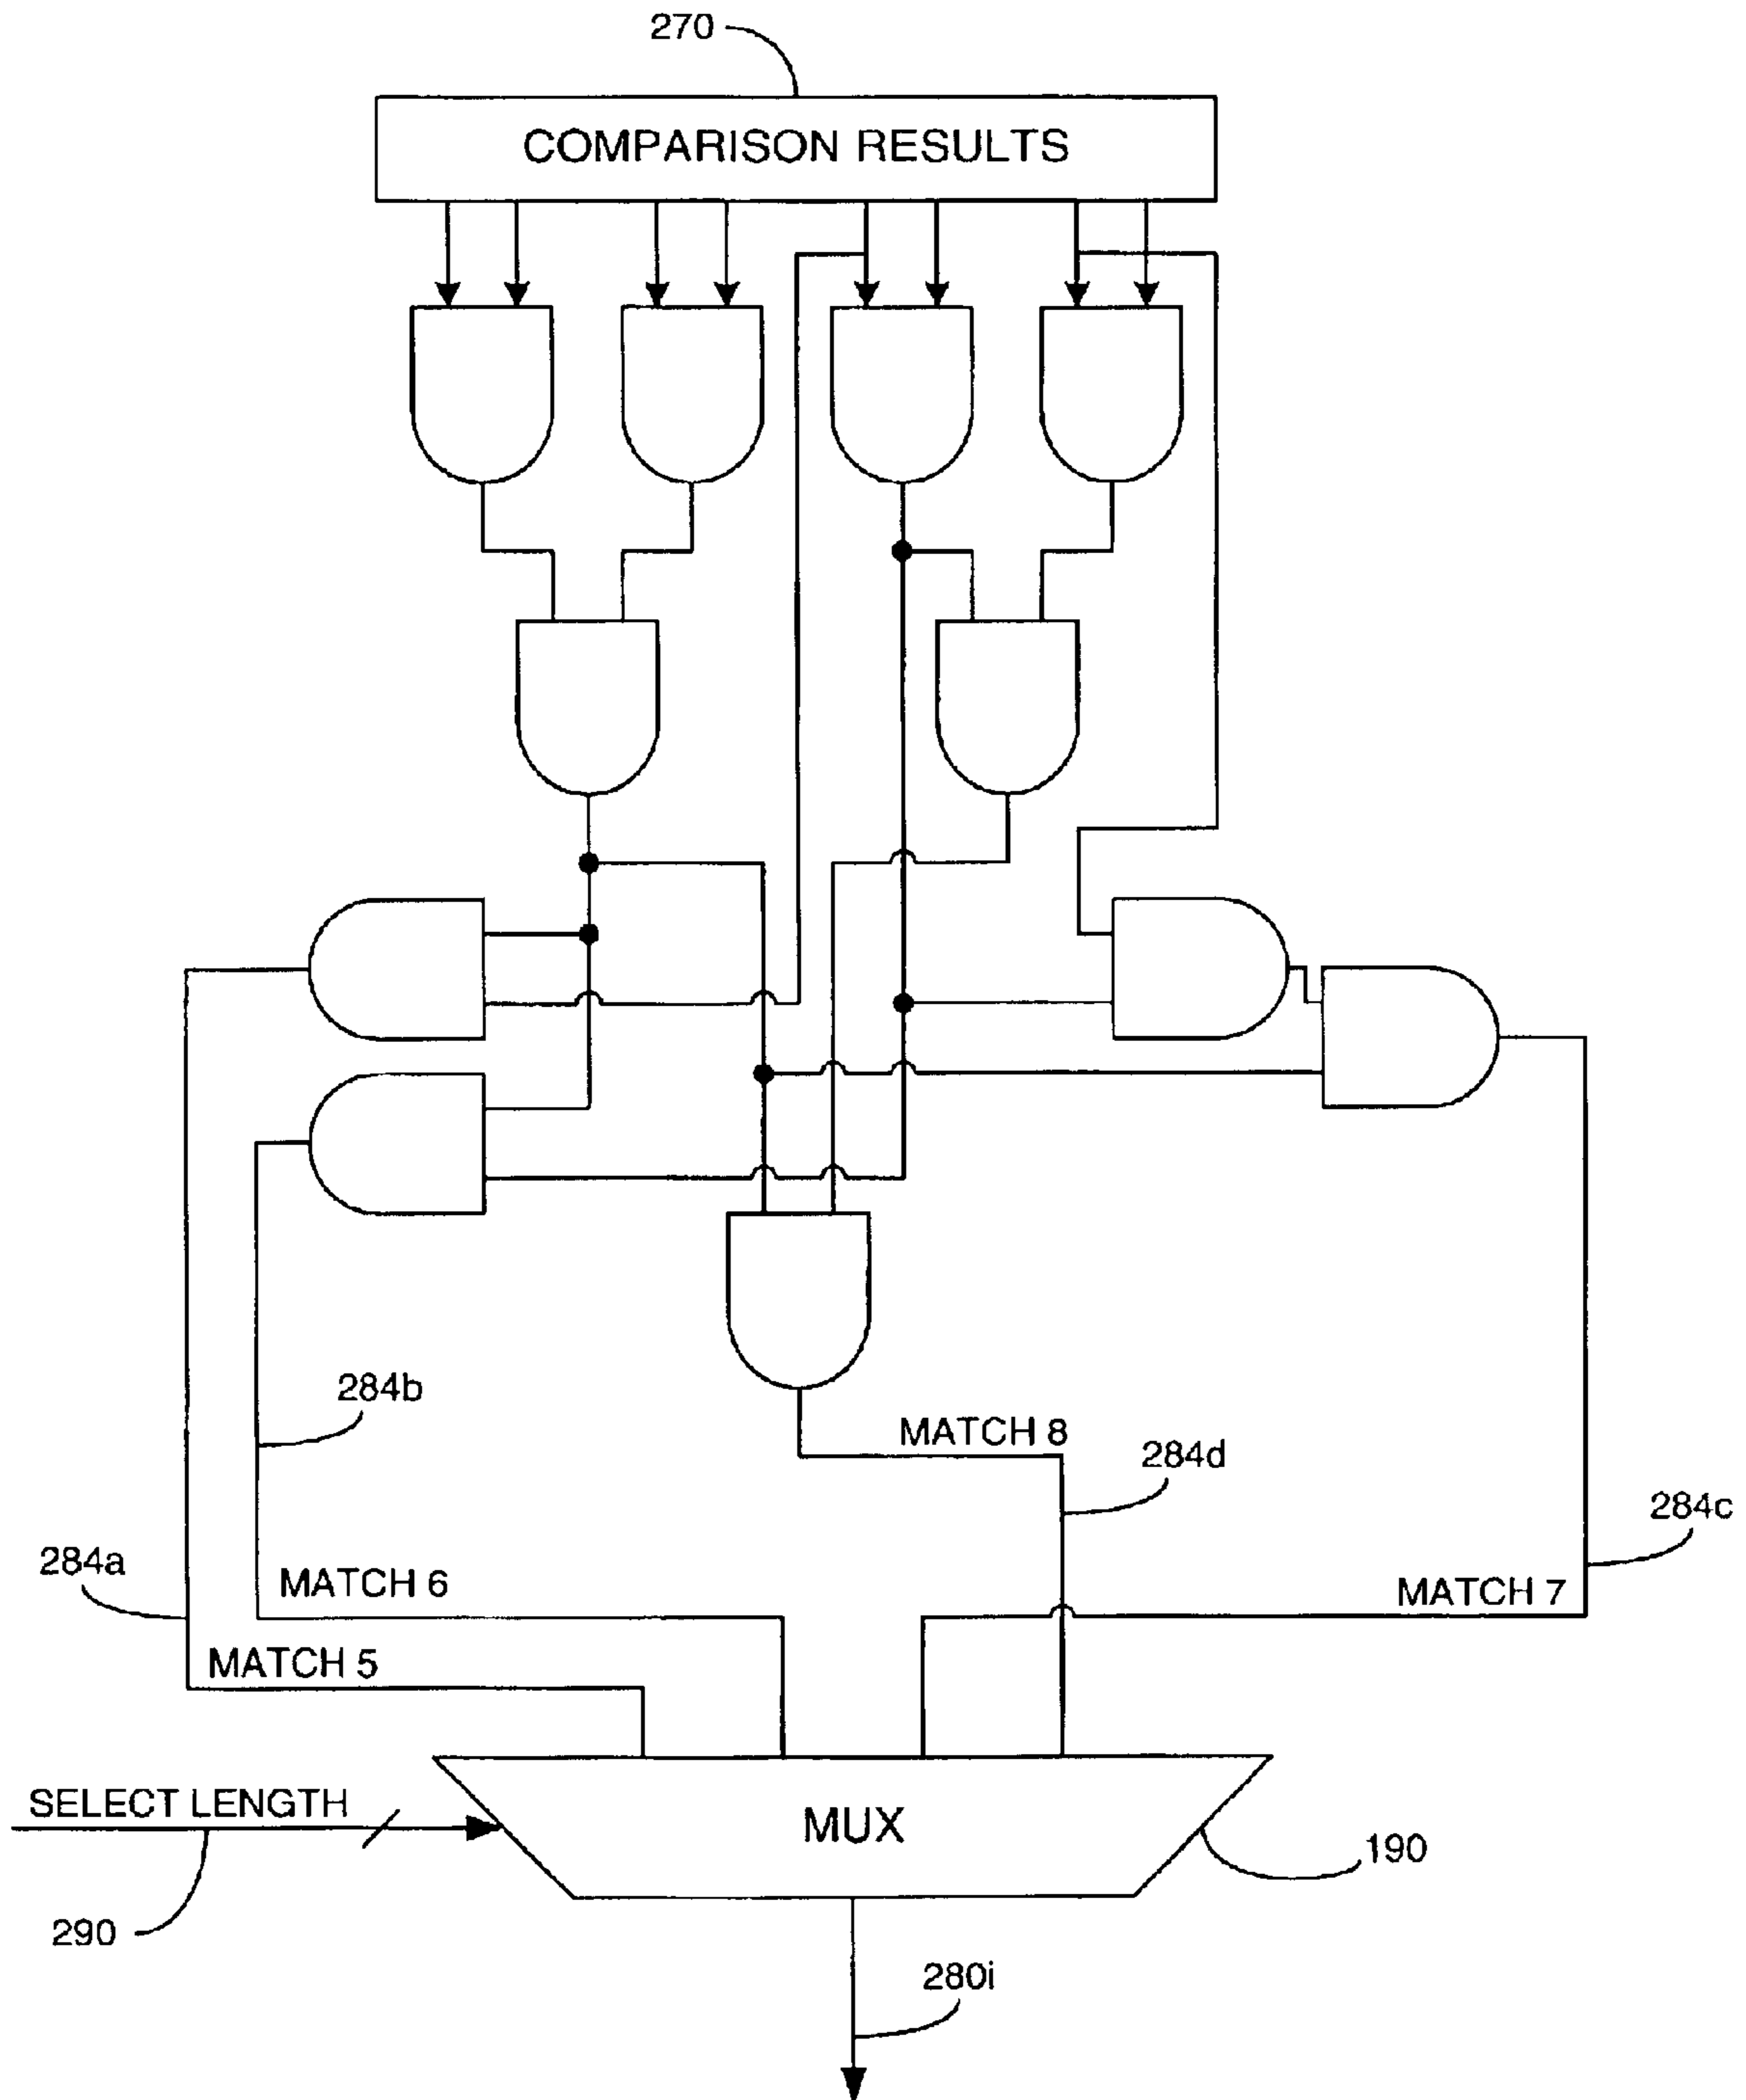 270
COMPARISON RESULTS
284b
MATCH 8
284d
284c
284a
MATCH 6
MATCH 7
MATCH 5
SELECT LENGTH
MUX
190
290
280i